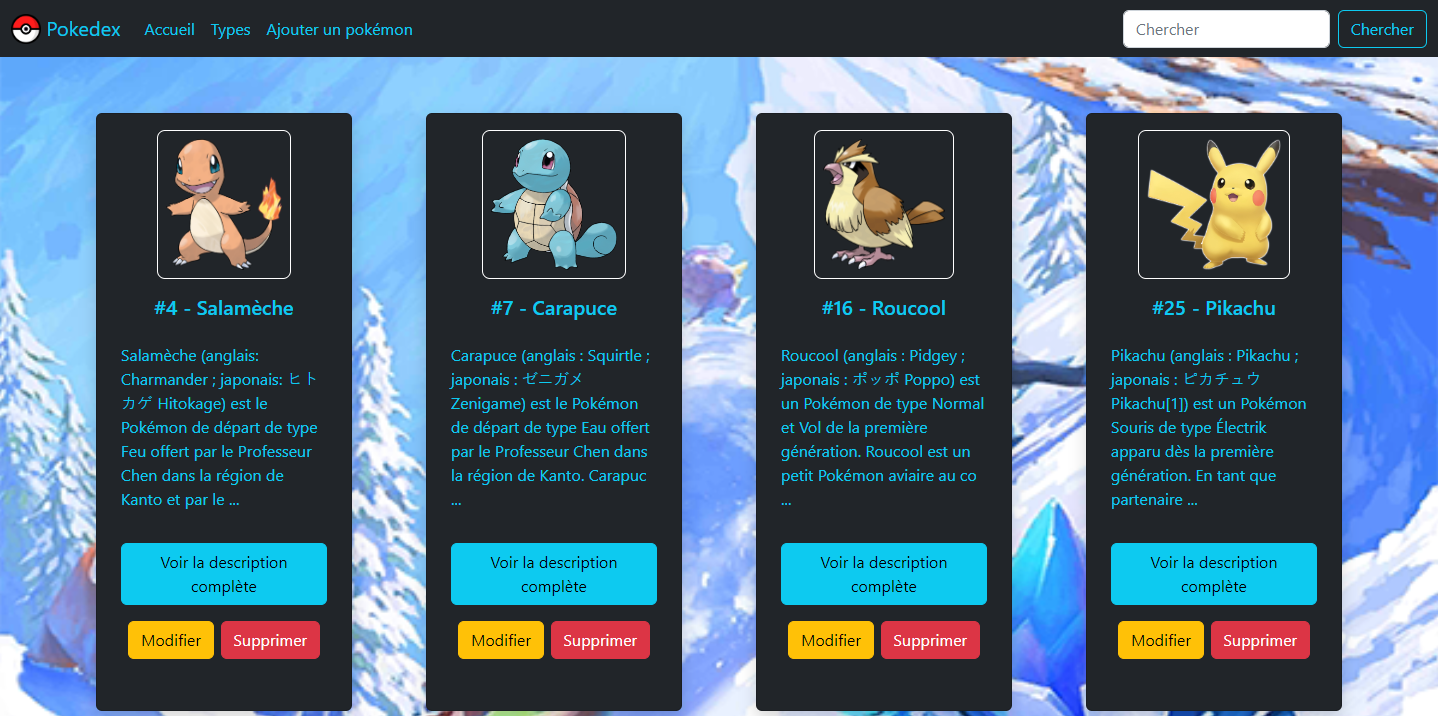 Pokedex Accueil Types Ajouter un pokémon Chercher Chercher
#4 - Salamèche
Salamèche (anglais:
Charmander ; japonais: ヒト
カゲ Hitokage) est le
Pokémon de départ de type
Feu offert par le Professeur
Chen dans la région de
Kanto et par le ...
Voir la description
complète
Modifier Supprimer
#7 - Carapuce
Carapuce (anglais : Squirtle ;
japonais : ゼニガメ
Zenigame) est le Pokémon
de départ de type Eau offert
par le Professeur Chen dans
la région de Kanto. Carapuc
...
Voir la description
complète
Modifier Supprimer
#16 - Roucool
Roucool (anglais : Pidgey ;
japonais : ポッポ Poppo) est
un Pokémon de type Normal
et Vol de la première
génération. Roucool est un
petit Pokémon aviaire au co
...
Voir la description
complète
Modifier Supprimer
#25 - Pikachu
Pikachu (anglais : Pikachu ;
japonais : ピカチュウ
Pikachu[1]) est un Pokémon
Souris de type Électrik
apparu dès la première
génération. En tant que
partenaire ...
Voir la description
complète
Modifier Supprimer